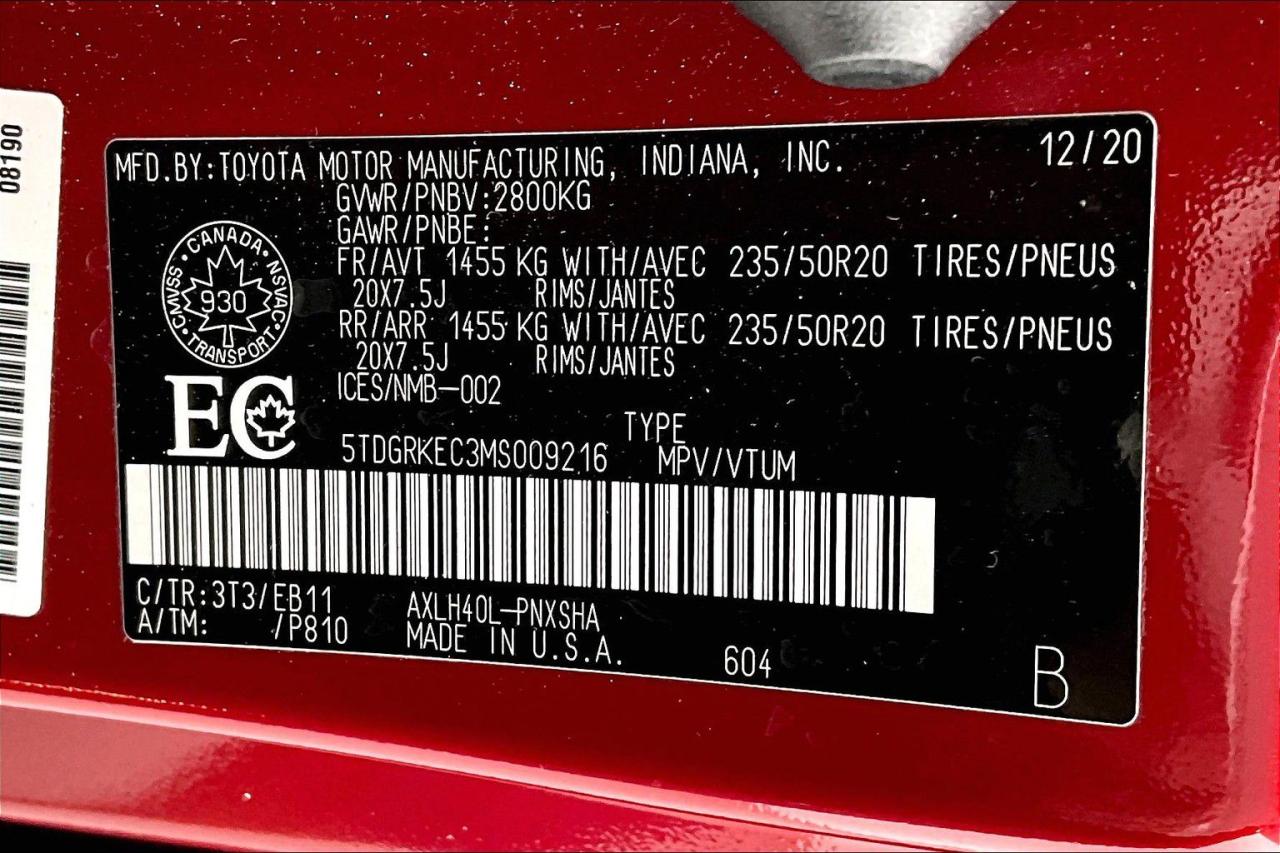 08190
MFD.BY:TOYOTA MOTOR MANUFACTURING, INDIANA, INC. 12/20
GVWR/PNBV:2800KG
GAWR/PNBE:
FR/AVT 1455 KG WITH/AVEC 235/50R20 TIRES/PNEUS
20X7.5J RIMS/JANTES
RR/ARR 1455 KG WITH/AVEC 235/50R20 TIRES/PNEUS
20X7.5J RIMS/JANTES
ICES/NMB-002
CANADA
CMVSS 930 NSVAC
TRANSPORT
EC
TYPE
5TDGRKEC3MS009216 MPV/VTUM
C/TR:3T3/EB11 AXLH40L-PNXSHA
A/TM: /P810 MADE IN U.S.A. 604 B